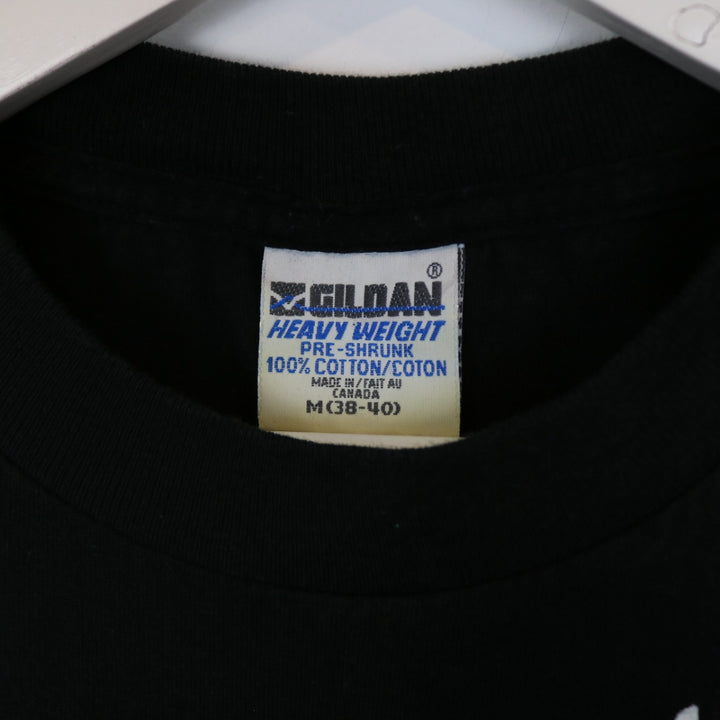 GILDAN®
HEAVY WEIGHT
PRE-SHRUNK
100% COTTON/COTON
MADE IN/FAIT AU
CANADA
M(38-40)